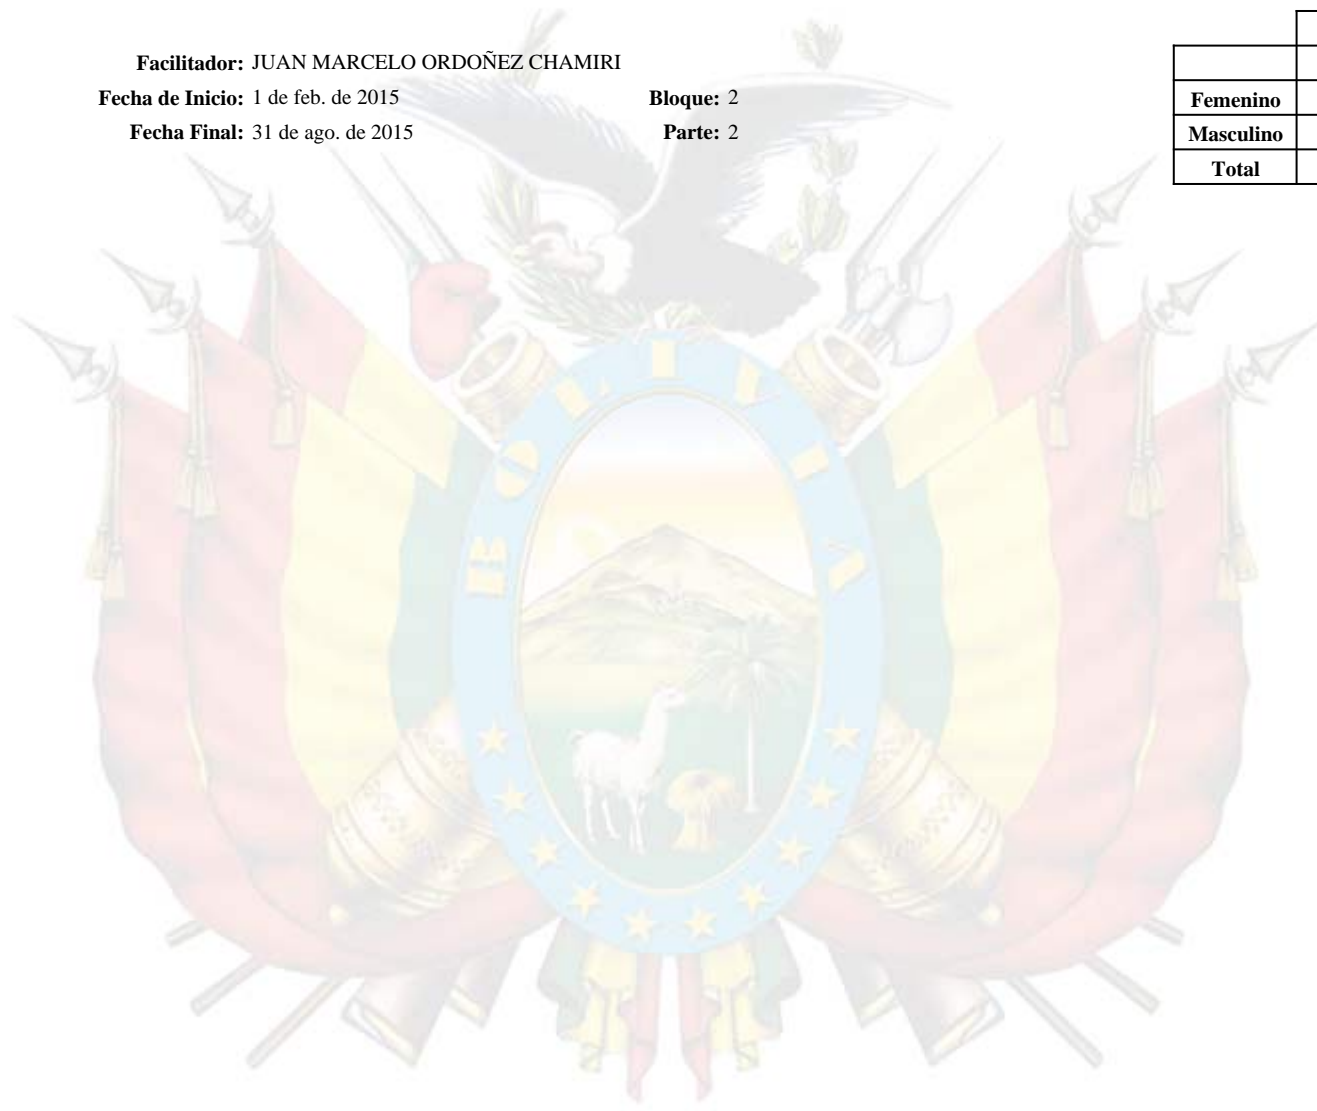 Facilitador: JUAN MARCELO ORDOÑEZ CHAMIRI
Fecha de Inicio: 1 de feb. de 2015 Bloque: 2
Fecha Final: 31 de ago. de 2015 Parte: 2
Femenino
Masculino
Total
BOLIVIA